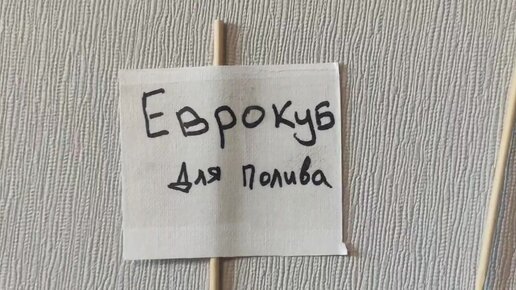 Еврокуб
для полива